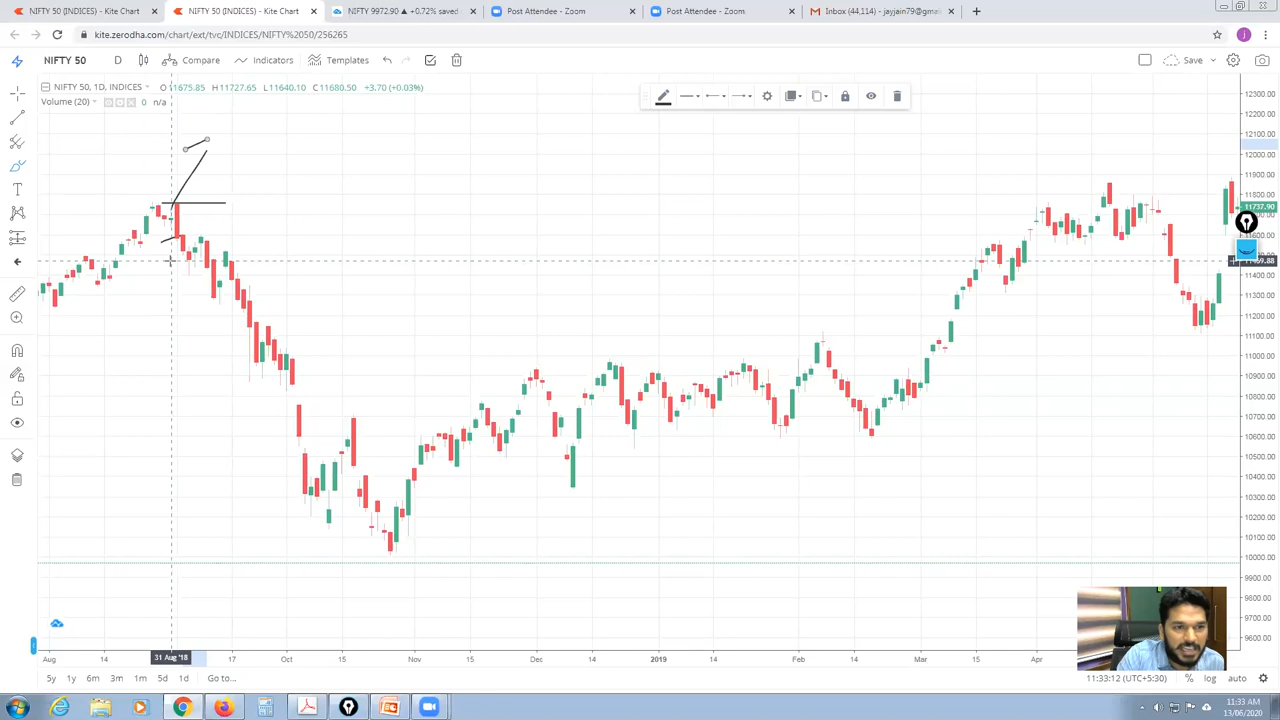 NIFTY 50 (INDICES) - Kite Chart
NIFTY 50 (INDICES) - Kite Chart
NIFTY 9972.90 ▲ +0.72% saved
Post Attendee - Zoom
Post Attendee - Zoom
Inbox (44,114) - jayjain79@gmai
kite.zerodha.com/chart/ext/tvc/INDICES/NIFTY%2050/256265
j
NIFTY 50 D Compare Indicators Templates Save
NIFTY 50, 1D, INDICES O 11675.85 H11727.65 L11640.10 C11680.50 +3.70 (+0.03%)
Volume (20) 0 n/a
12300.00
12200.00
12100.00
12000.00
11900.00
11800.00
11737.90
11600.00
11400.00
11300.00
11200.00
11100.00
11000.00
10900.00
10800.00
10700.00
10600.00
10500.00
10400.00
10300.00
10200.00
10100.00
10000.00
9900.00
9800.00
9700.00
9600.00
Aug 14 31 Aug '18 17 Oct 15 Nov 14 Dec 14 2019 14 Feb 14 Mar 15 Apr
5y 1y 6m 3m 1m 5d 1d Go to... 11:33:12 (UTC+5:30) % log auto
11:33 AM
13/06/2020